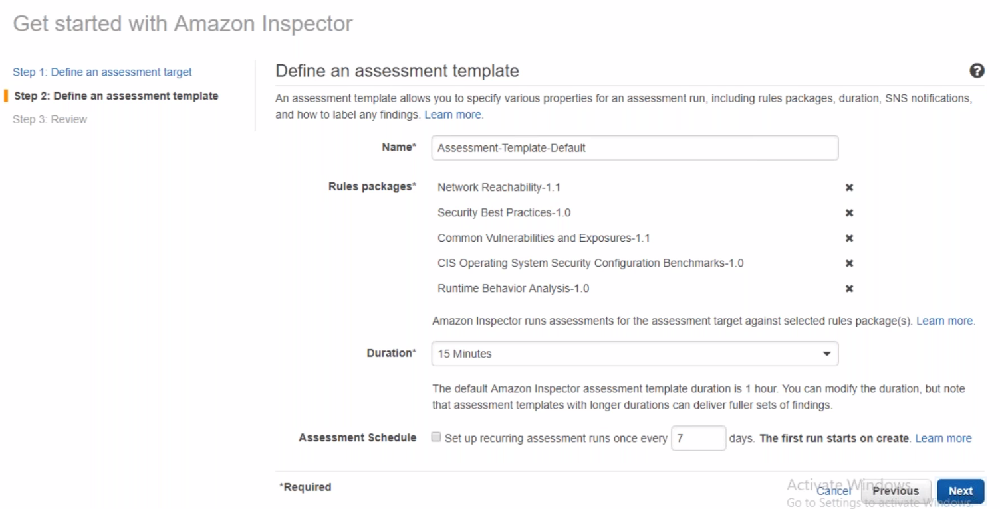 Get started with Amazon Inspector
Step 1: Define an assessment target
Step 2: Define an assessment template
Step 3: Review
Define an assessment template
?
An assessment template allows you to specify various properties for an assessment run, including rules packages, duration, SNS notifications,
and how to label any findings. Learn more.
Name* Assessment-Template-Default
Rules packages* Network Reachability-1.1
Security Best Practices-1.0
Common Vulnerabilities and Exposures-1.1
CIS Operating System Security Configuration Benchmarks-1.0
Runtime Behavior Analysis-1.0
Amazon Inspector runs assessments for the assessment target against selected rules package(s). Learn more.
Duration* 15 Minutes
The default Amazon Inspector assessment template duration is 1 hour. You can modify the duration, but note
that assessment templates with longer durations can deliver fuller sets of findings.
Assessment Schedule Set up recurring assessment runs once every 7 days. The first run starts on create. Learn more
*Required
Activate Windows
Cancel Previous Next
Go to Settings to activate Windows.